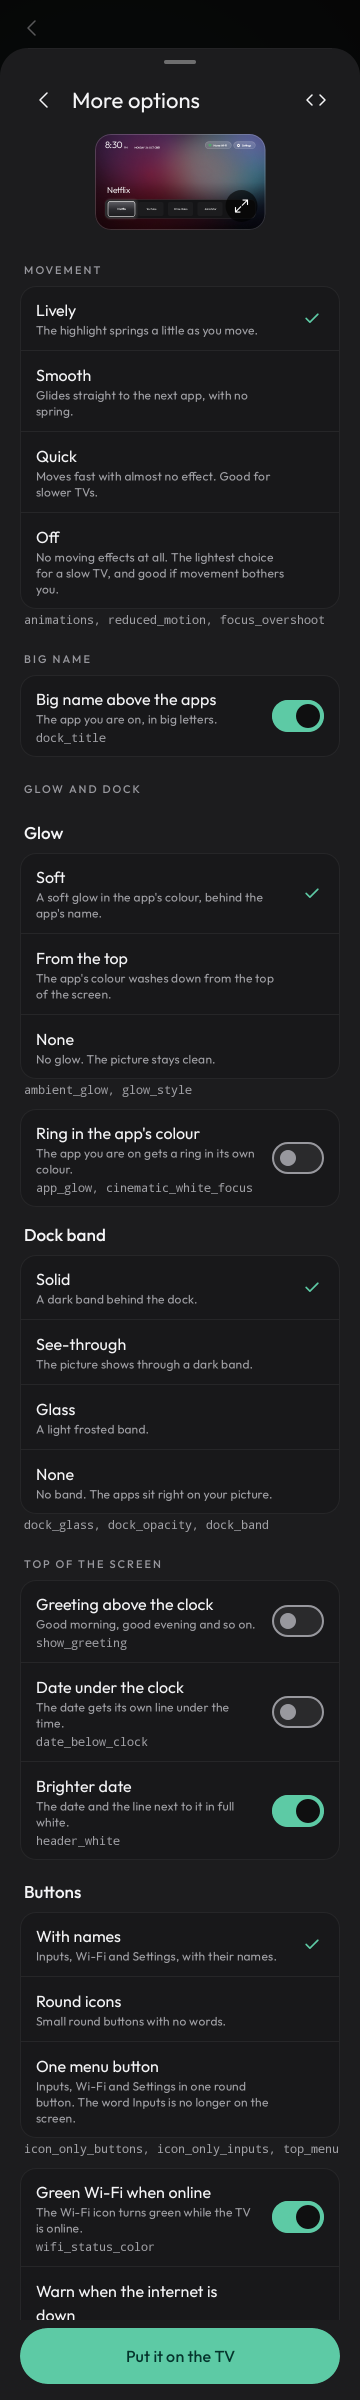 More options
8:30
Netflix
MOVEMENT
Lively
The highlight springs a little as you move.
Smooth
Glides straight to the next app, with no
spring.
Quick
Moves fast with almost no effect. Good for
slower TVs.
Off
No moving effects at all. The lightest choice
for a slow TV, and good if movement bothers
you.
animations, reduced_motion, focus_overshoot
BIG NAME
Big name above the apps
The app you are on, in big letters.
dock_title
GLOW AND DOCK
Glow
Soft
A soft glow in the app's colour, behind the
app's name.
From the top
The app's colour washes down from the top
of the screen.
None
No glow. The picture stays clean.
ambient_glow, glow_style
Ring in the app's colour
The app you are on gets a ring in its own
colour.
app_glow, cinematic_white_focus
Dock band
Solid
A dark band behind the dock.
See-through
The picture shows through a dark band.
Glass
A light frosted band.
None
No band. The apps sit right on your picture.
dock_glass, dock_opacity, dock_band
TOP OF THE SCREEN
Greeting above the clock
Good morning, good evening and so on.
show_greeting
Date under the clock
The date gets its own line under the
time.
date_below_clock
Brighter date
The date and the line next to it in full
white.
header_white
Buttons
With names
Inputs, Wi-Fi and Settings, with their names.
Round icons
Small round buttons with no words.
One menu button
Inputs, Wi-Fi and Settings in one round
button. The word Inputs is no longer on the
screen.
icon_only_buttons, icon_only_inputs, top_menu
Green Wi-Fi when online
The Wi-Fi icon turns green while the TV
is online.
wifi_status_color
Warn when the internet is
down
Put it on the TV